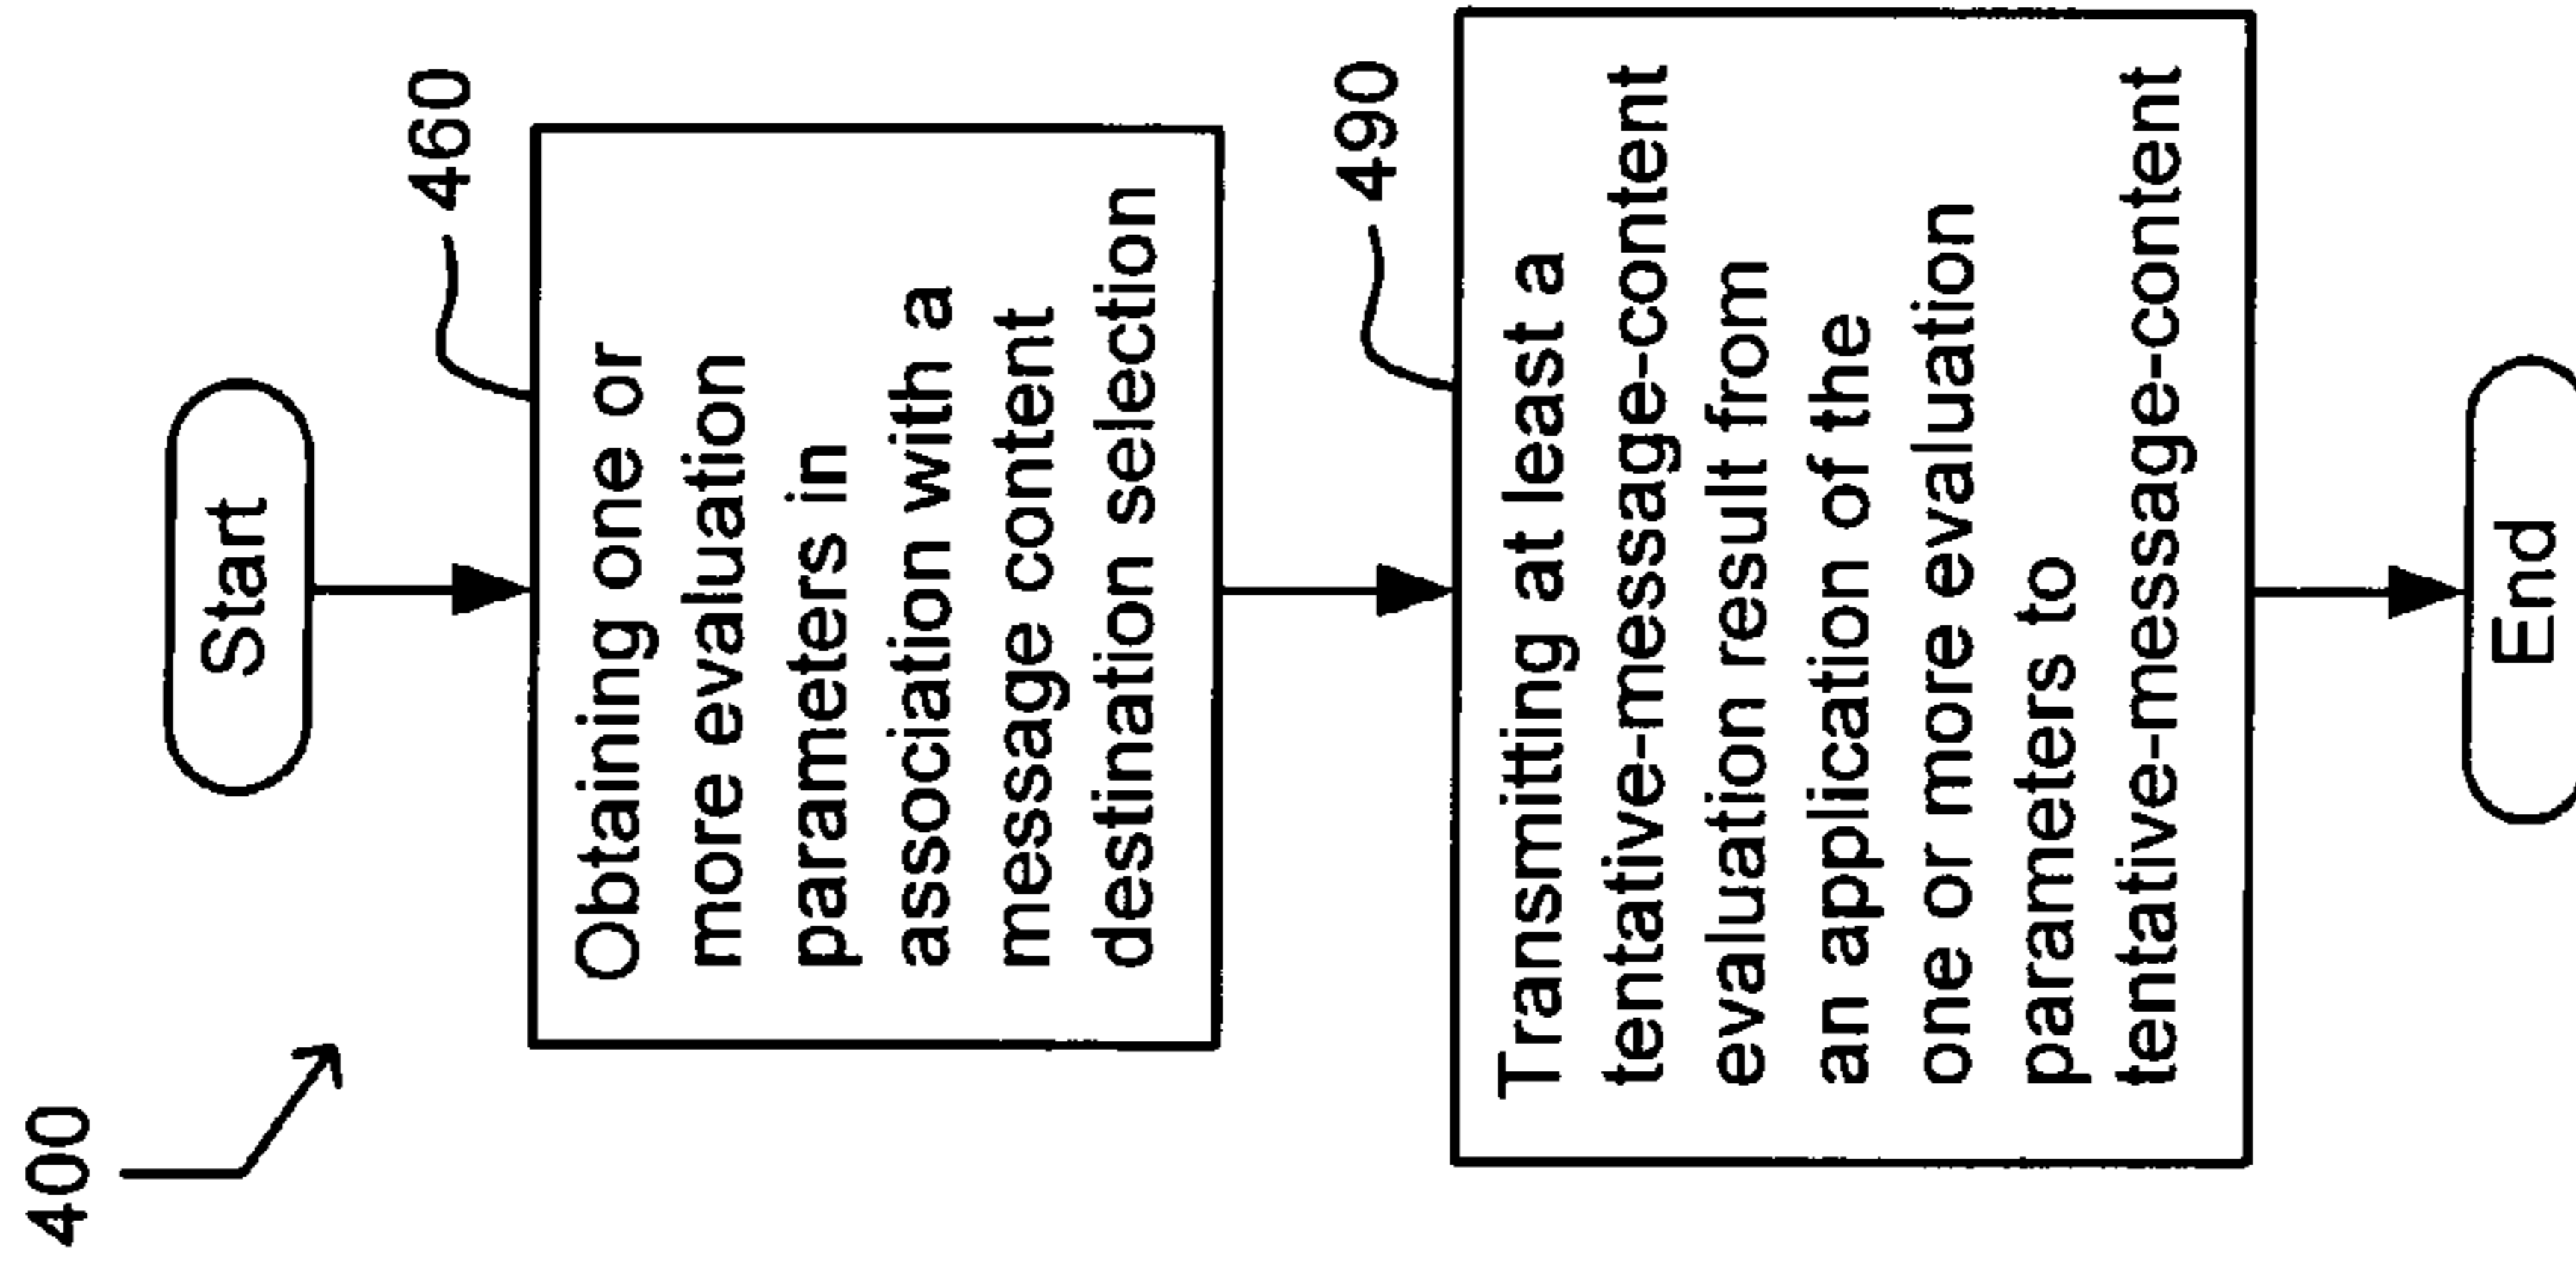 400
Start
460
Obtaining one or
more evaluation
parameters in
association with a
message content
destination selection
490
Transmitting at least a
tentative-message-content
evaluation result from
an application of the
one or more evaluation
parameters to
tentative-message-content
End